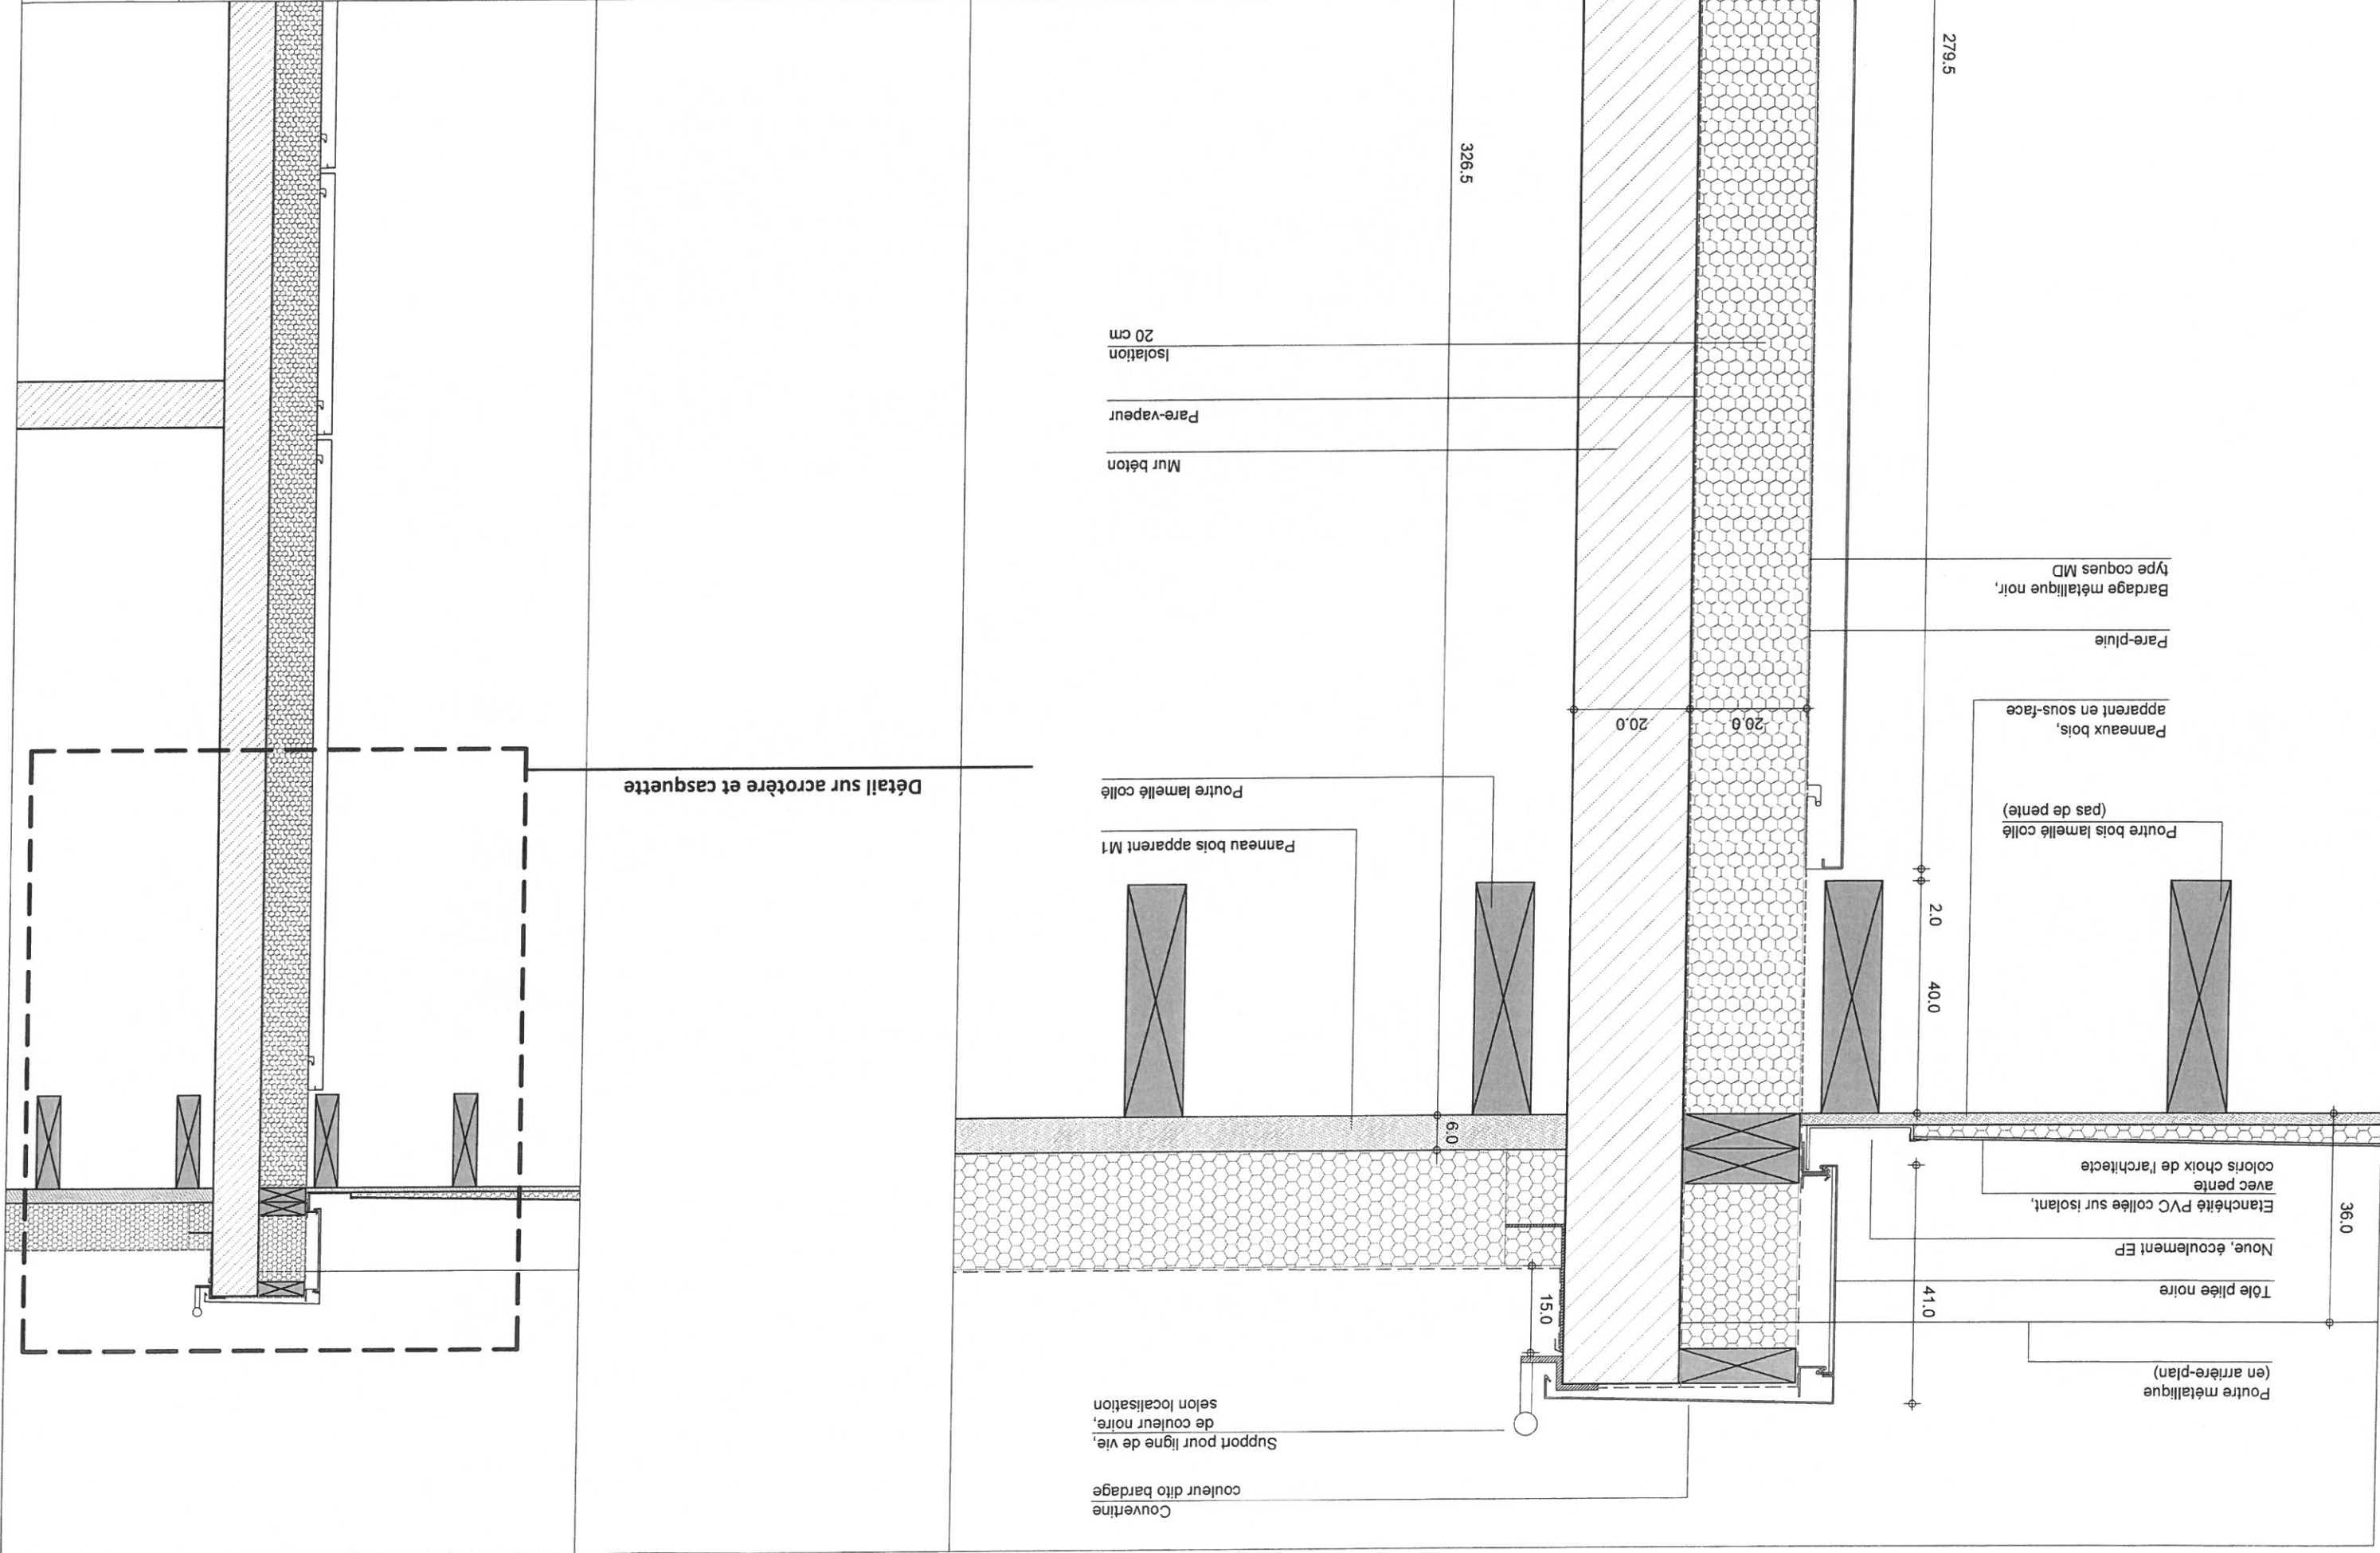 Couvertine
couleur dito bardage
Support pour ligne de vie,
de couleur noire,
selon localisation
Poutre métallique
(en arrière-plan)
Tôle pliée noire
Noue, écoulement EP
Etanchéhéité PVC collée sur isolant,
avec pente
coloris choix de l'architecte
36.0
41.0
15.0
6.0
40.0
2.0
Poutre bois lamellé collé
(pas de pente)
Panneaux bois,
apparent en sous-face
Pare-pluie
Bardage métallique noir,
type coques MD
279.5
20.0
20.0
Panneau bois apparent M1
Poutre lamellé collé
Mur béton
Pare-vapeur
Isolation
20 cm
326.5
Détail sur acrotère et casquette